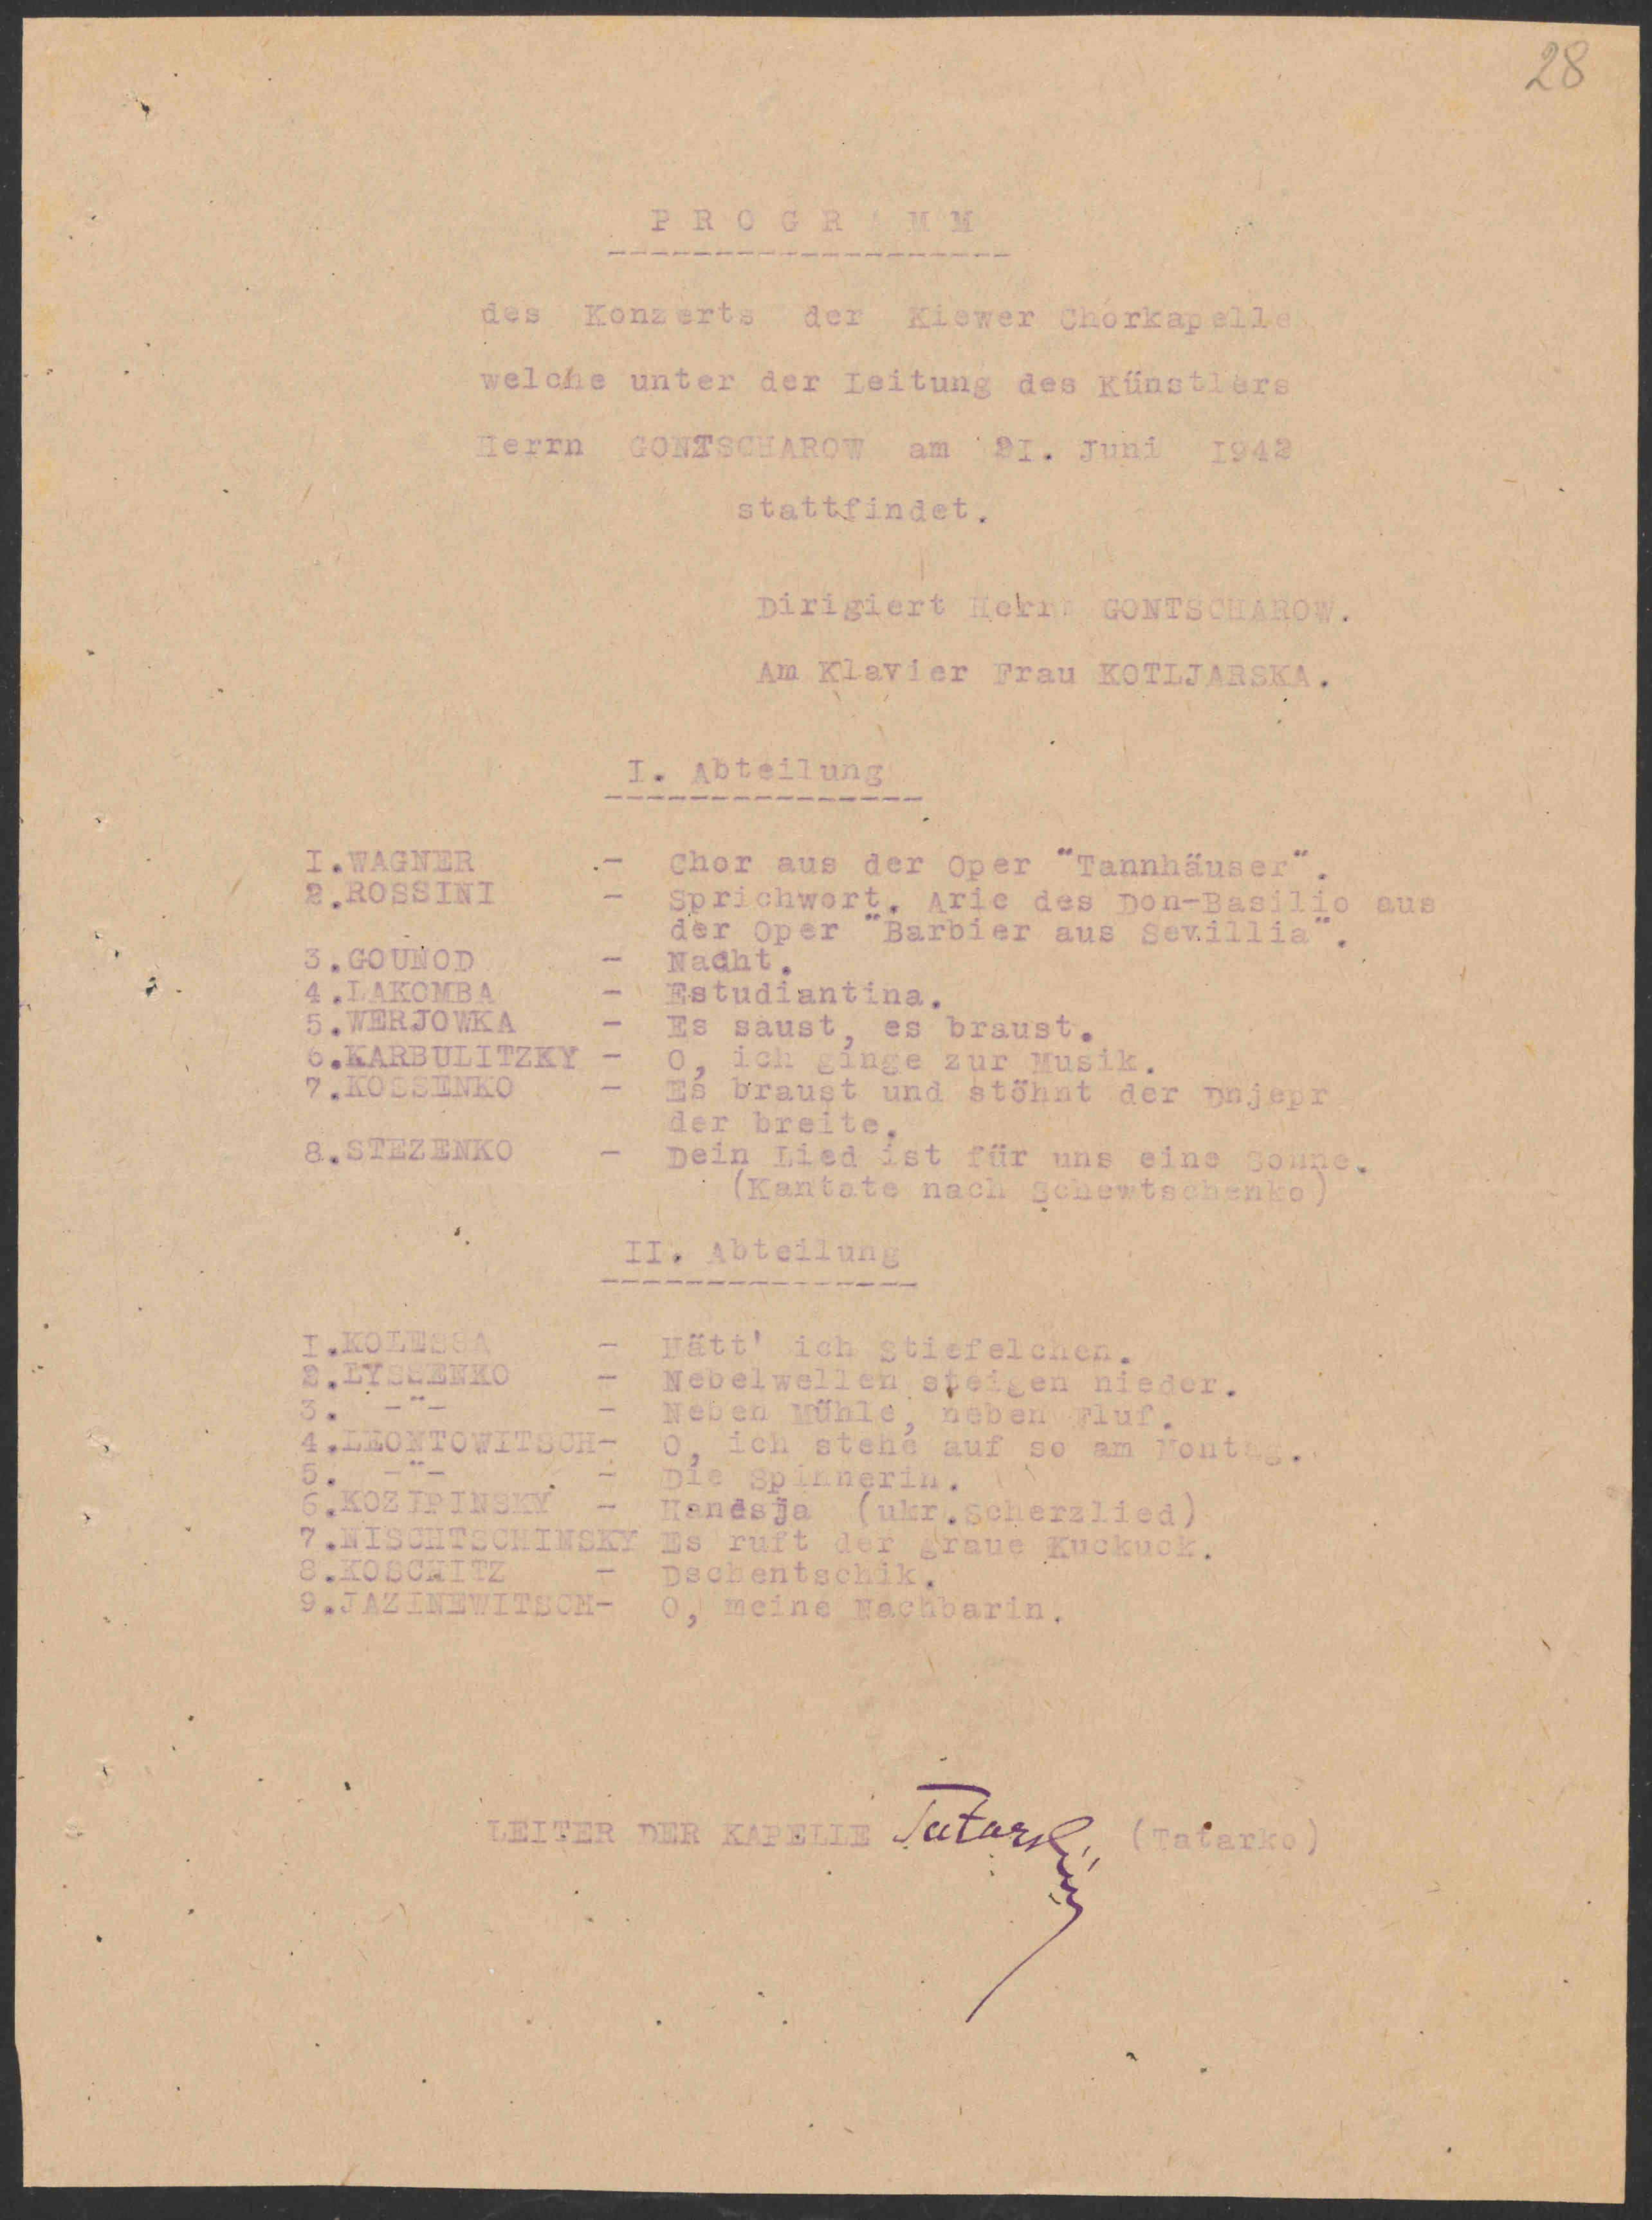 28
P R O G R A M M
des Konzerts der Kiewer Chorkapelle,
welche unter der Leitung des Künstlers
Herrn GONTSCHAROW am 21. Juni 1942
stattfindet.
Dirigiert Herr GONTSCHAROW.
Am Klavier Frau KOTLJARSKA.
I. Abteilung
I.WAGNER - Chor aus der Oper "Tannhäuser".
2.ROSSINI - Sprichwort. Arie des Don-Basilio aus
der Oper "Barbier aus Sevillia".
3.GOUNOD - Nacht.
4.LAKOMBA - Estudiantina.
5.WERJOWKA - Es saust, es braust.
6.KARBULITZKY - O, ich ginge zur Musik.
7.KOSSENKO - Es braust und stöhnt der Dnjepr
der breite.
8.STEZENKO - Dein Lied ist für uns eine Sonne.
(Kantate nach Schewtschenko)
II. Abteilung
I.KOLESSA - Hätt' ich Stiefelchen.
2.LYSSENKO - Nebelwellen steigen nieder.
3. -"- - Neben Mühle, neben Fluf.
4.LEONTOWITSCH- O, ich stehe auf so am Montag.
5. -"- - Die Spinnerin.
6.KOZIPINSKY - Handsja (ukr.Scherzlied)
7.NISCHTSCHINSKY Es ruft der graue Kuckuck.
8.KOSCHITZ - Dschentschik.
9.JAZINEWITSCH- O, meine Nachbarin.
LEITER DER KAPELLE (Tatarko)